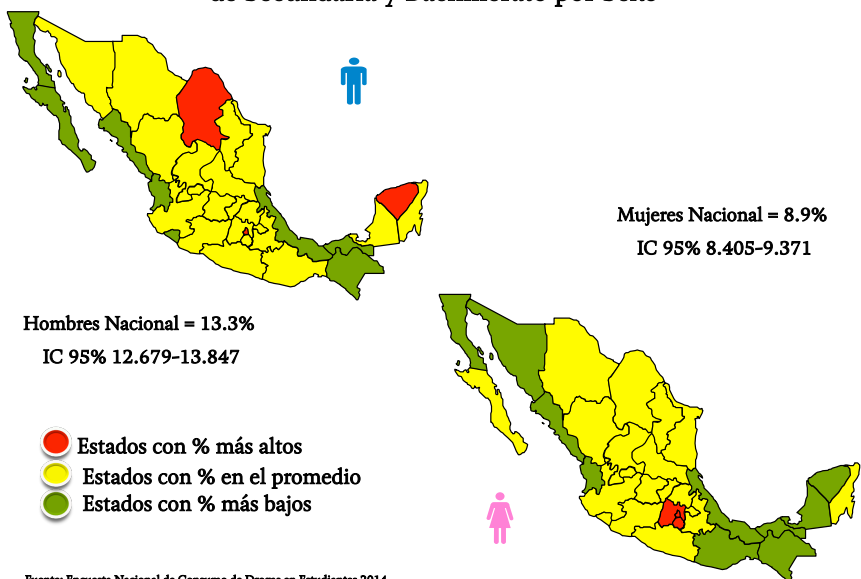 de Secundaria y Bachillerato por Sexo
Mujeres Nacional = 8.9%
IC 95% 8.405-9.371
Hombres Nacional = 13.3%
IC 95% 12.679-13.847
Estados con % más altos
Estados con % en el promedio
Estados con % más bajos
Fuente: Encuesta Nacional de Consumo de Drogas en Estudiantes 2014